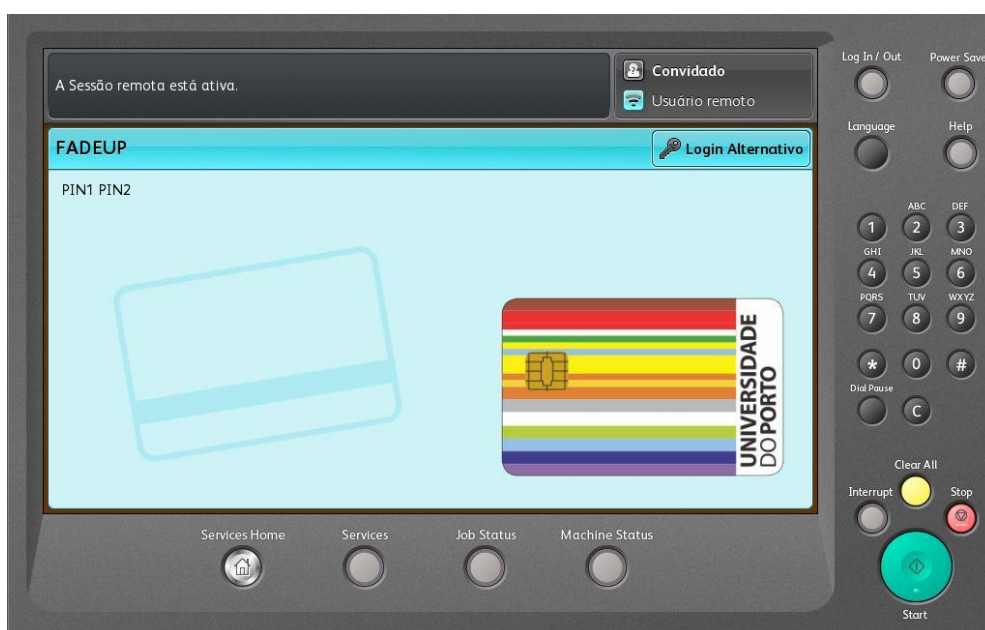 A Sessão remota está ativa.
Convidado
Usuário remoto
FADEUP
Login Alternativo
PIN1 PIN2
UNIVERSIDADE
DO PORTO
Services Home
Services
Job Status
Machine Status
Log In / Out
Power Save
Language
Help
ABC DEF
1 2 3
GHI JKL MNO
4 5 6
PQRS TUV WXYZ
7 8 9
* 0 #
Dial Pause
C
Clear All
Interrupt
Stop
Start